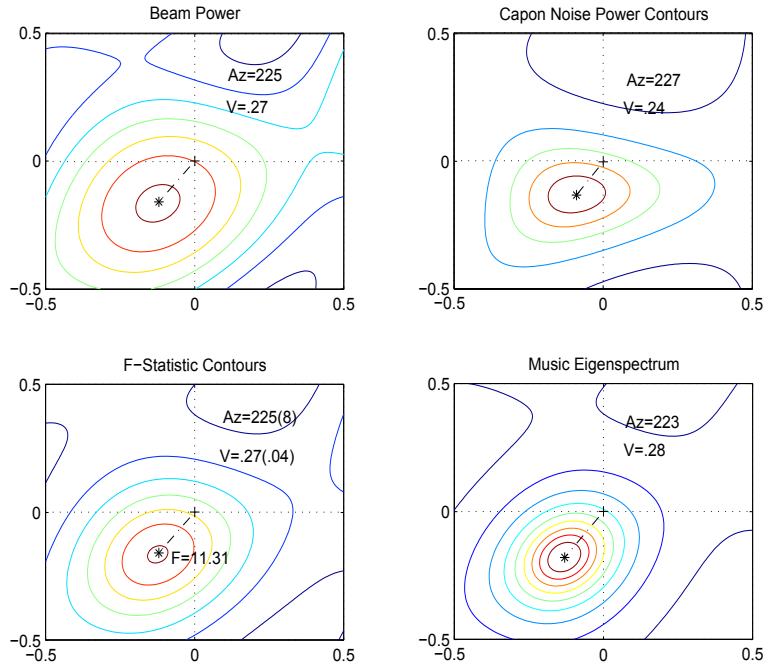 Beam Power
0.5
Az=225
V=.27
0
−0.5
−0.5
0
0.5
Capon Noise Power Contours
0.5
Az=227
V=.24
0
−0.5
−0.5
0
0.5
F−Statistic Contours
0.5
Az=225(8)
V=.27(.04)
0
F=11.31
−0.5
−0.5
0
0.5
Music Eigenspectrum
0.5
Az=223
V=.28
0
−0.5
−0.5
0
0.5